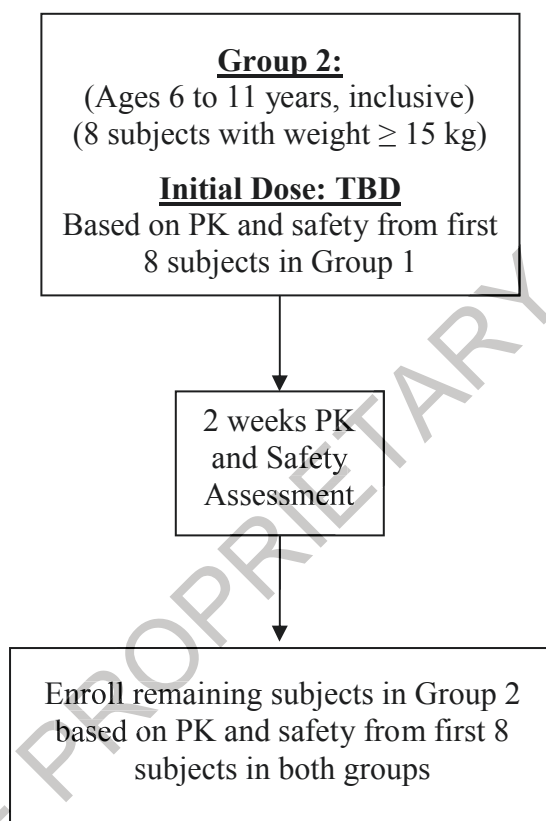 Group 2:
(Ages 6 to 11 years, inclusive)
(8 subjects with weight ≥ 15 kg)
Initial Dose: TBD
Based on PK and safety from first
8 subjects in Group 1
2 weeks PK
and Safety
Assessment
Enroll remaining subjects in Group 2
based on PK and safety from first 8
subjects in both groups
PROPRIETARY